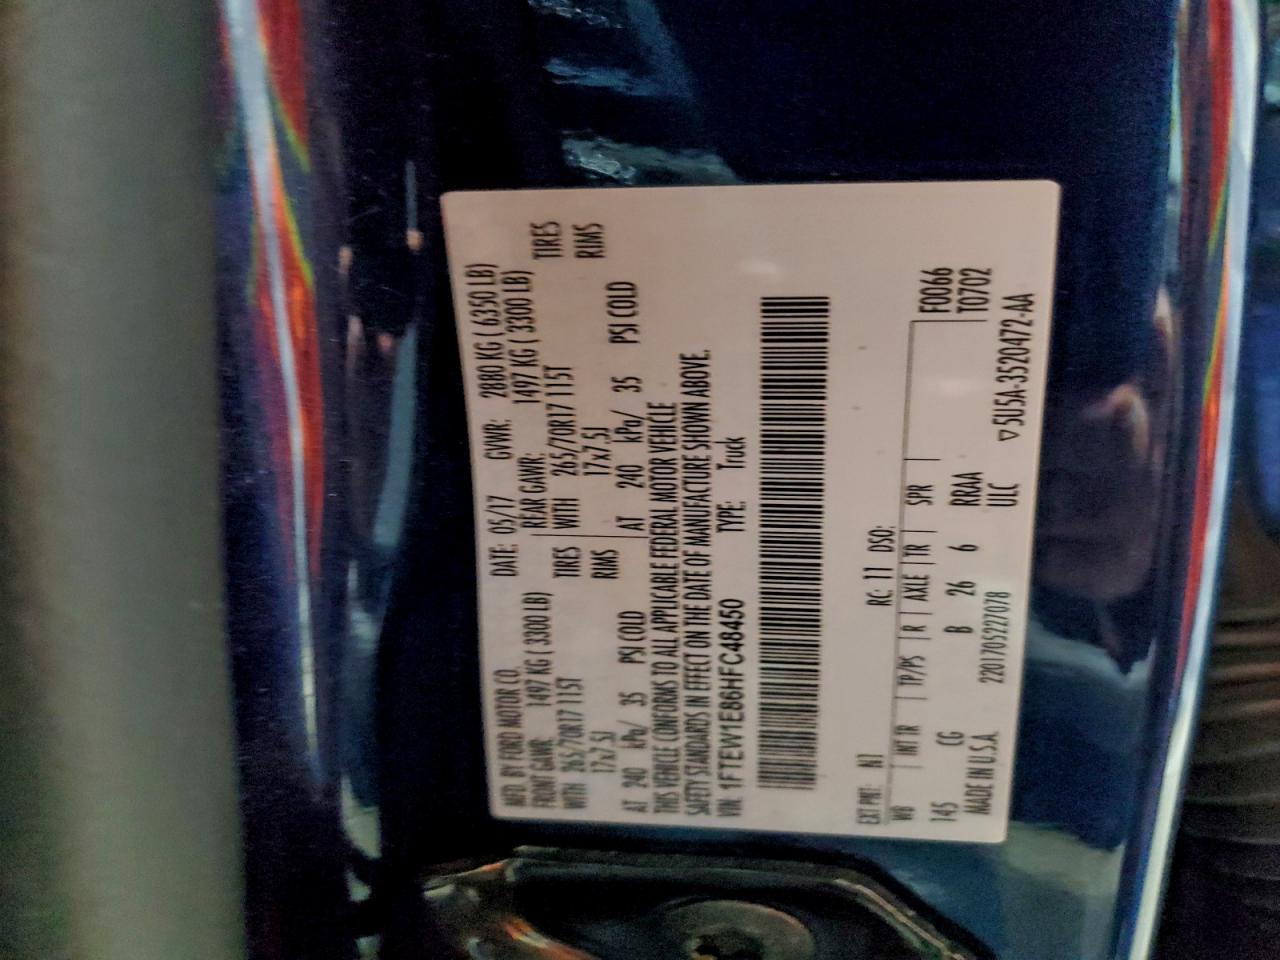 MFD. BY FORD MOTOR CO.
DATE: 05/17 GVWR: 2880 KG ( 6350 LB)
FRONT GAWR: 1497 KG ( 3300 LB)
REAR GAWR: 1497 KG ( 3300 LB)
WITH 265/70R17 115T TIRES
WITH 265/70R17 115T TIRES
17x7.5J RIMS
17x7.5J RIMS
AT 240 kPa/ 35 PSI COLD
AT 240 kPa/ 35 PSI COLD
THIS VEHICLE CONFORMS TO ALL APPLICABLE FEDERAL MOTOR VEHICLE
SAFETY STANDARDS IN EFFECT ON THE DATE OF MANUFACTURE SHOWN ABOVE.
VIN: 1FTEW1E86HFC48450 TYPE: Truck
EXT PNT: N1 RC: 11 DSO:
WB INT TR TP/PS R AXLE TR SPR F0066
145 CG B 26 6 RRAA T0702
MADE IN U.S.A. 2201705227078 ULC ▽5U5A-3520472-AA